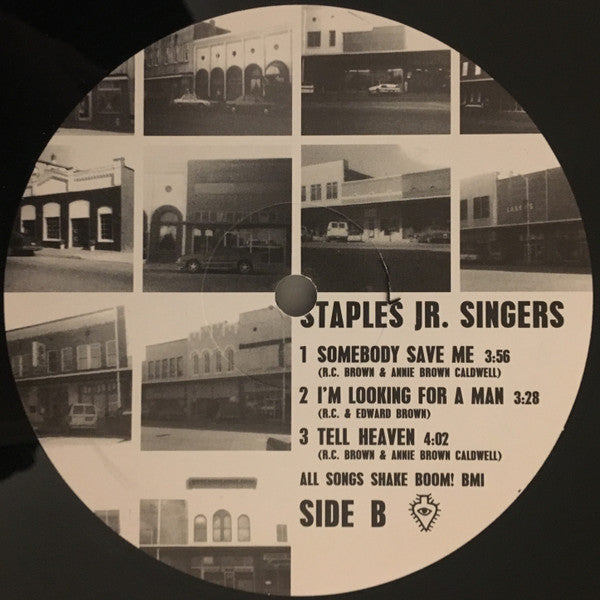 STAPLES JR. SINGERS
1 SOMEBODY SAVE ME 3:56
(R.C. BROWN & ANNIE BROWN CALDWELL)
2 I'M LOOKING FOR A MAN 3:28
(R.C. & EDWARD BROWN)
3 TELL HEAVEN 4:02
(R.C. BROWN & ANNIE BROWN CALDWELL)
ALL SONGS SHAKE BOOM! BMI
SIDE B